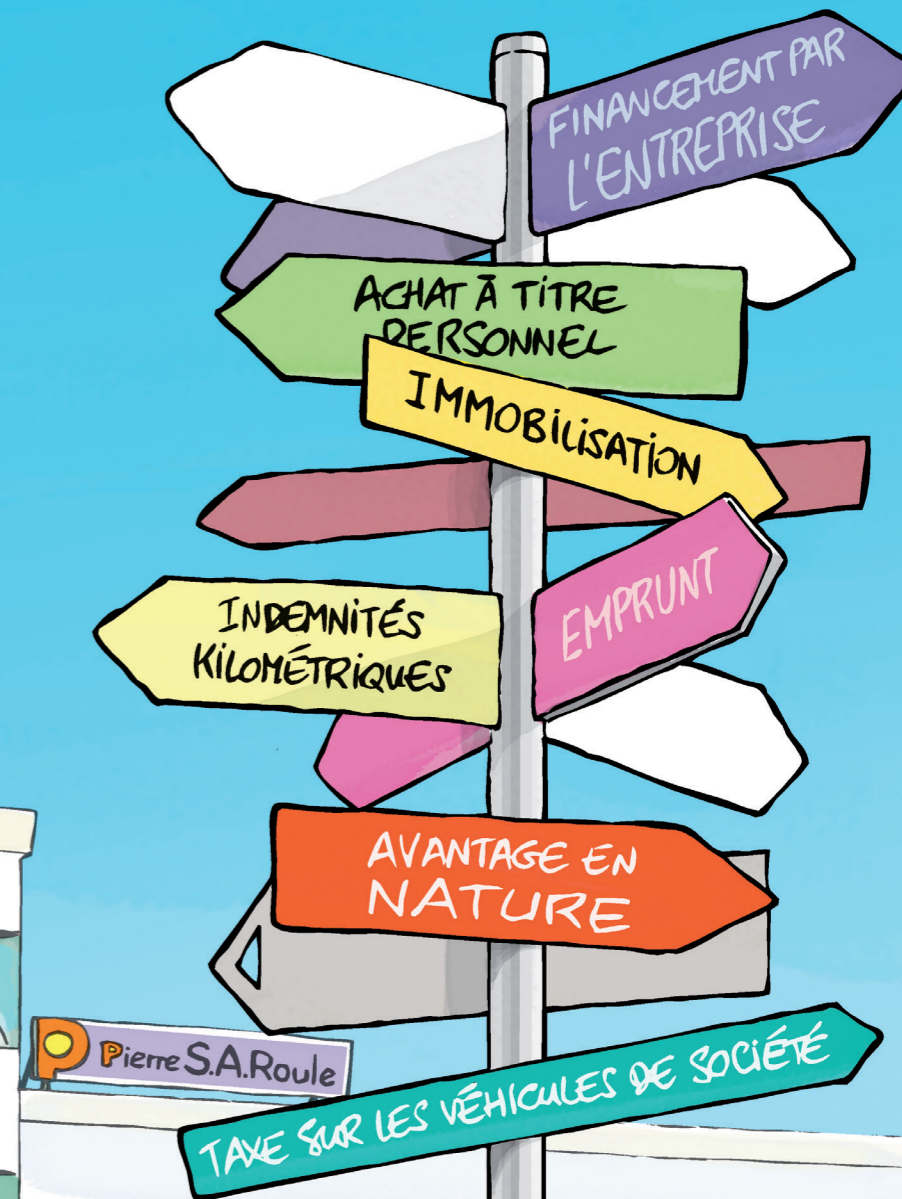 FINANCEMENT PAR
L'ENTREPRISE
ACHAT À TITRE
PERSONNEL
IMMOBILISATION
EMPRUNT
INDEMNITÉS
KILOMÉTRIQUES
AVANTAGE EN
NATURE
P Pierre S.A.Roule
TAXE SUR LES VÉHICULES DE SOCIÉTÉ